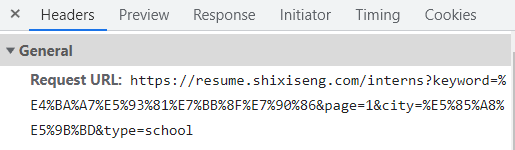 Headers Preview Response Initiator Timing Cookies
General
Request URL: https://resume.shixiseng.com/interns?keyword=%
E4%BA%A7%E5%93%81%E7%BB%8F%E7%90%86&page=1&city=%E5%85%A8%
E5%9B%BD&type=school